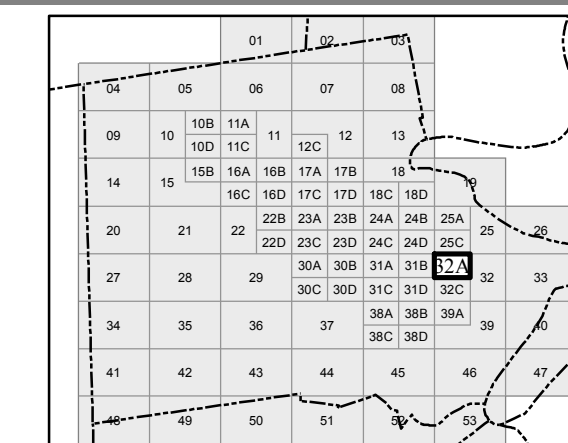 01 02 03
04 05 06 07 08
10B 11A
09 10 11 12 13
10D 11C 12C
15B 16A 16B 17A 17B 18
14 15 19
16C 16D 17C 17D 18C 18D
22B 23A 23B 24A 24B 25A
20 21 22 25 26
22D 23C 23D 24C 24D 25C
30A 30B 31A 31B 32A
27 28 29 32 33
30C 30D 31C 31D 32C
38A 38B 39A
34 35 36 37 39 40
38C 38D
41 42 43 44 45 46 47
48 49 50 51 52 53